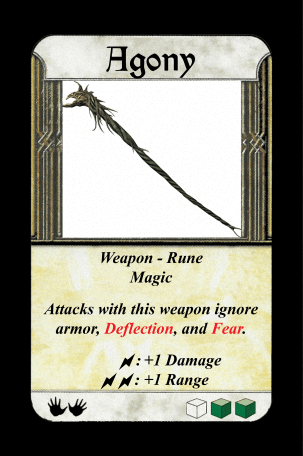 Agony
Weapon - Rune
Magic
Attacks with this weapon ignore
armor, Deflection, and Fear.
: +1 Damage
: +1 Range